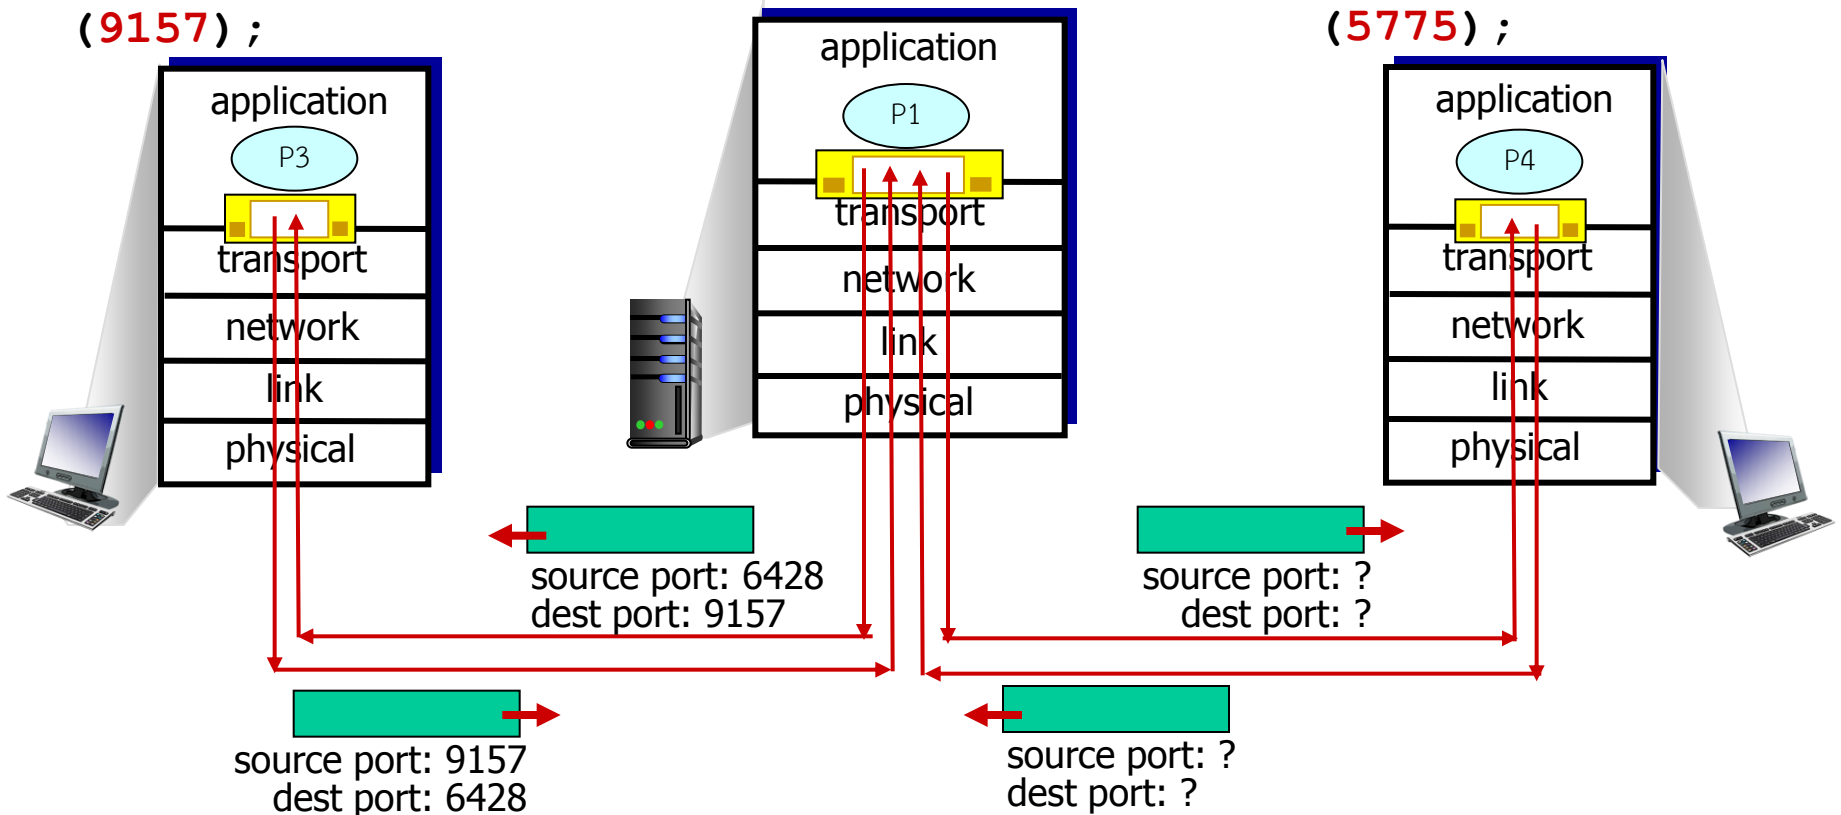 (9157);
application
P3
transport
network
link
physical
application
P1
transport
network
link
physical
(5775);
application
P4
transport
network
link
physical
source port: 6428
dest port: 9157
source port: ?
dest port: ?
source port: 9157
dest port: 6428
source port: ?
dest port: ?